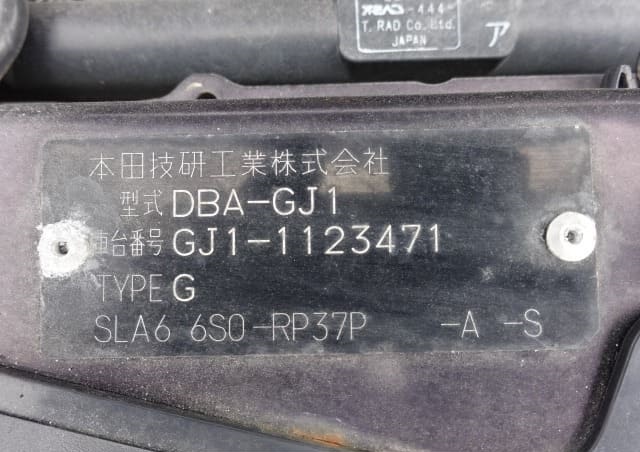 -444-
T. RAD Co. Ltd.
JAPAN
ア
本田技研工業株式会社
型式 DBA-GJ1
車台番号 GJ1-1123471
TYPE G
SLA6 6S0-RP37P -A -S